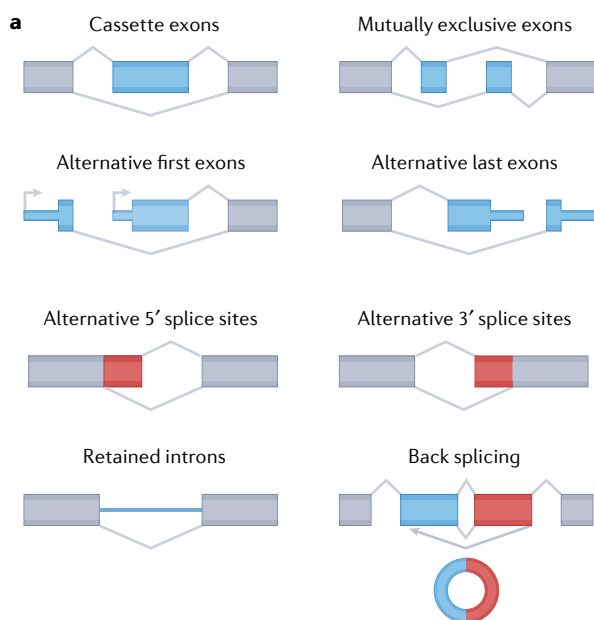 a
Cassette exons
Mutually exclusive exons
Alternative first exons
Alternative last exons
Alternative 5′ splice sites
Alternative 3′ splice sites
Retained introns
Back splicing